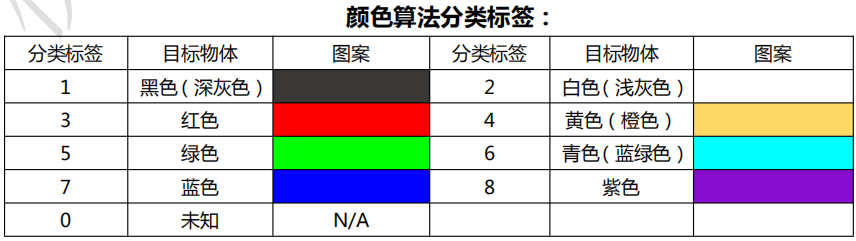 颜色算法分类标签：
分类标签 目标物体 图案 分类标签 目标物体 图案
1 黑色（深灰色） 2 白色（浅灰色）
3 红色 4 黄色（橙色）
5 绿色 6 青色（蓝绿色）
7 蓝色 8 紫色
0 未知 N/A